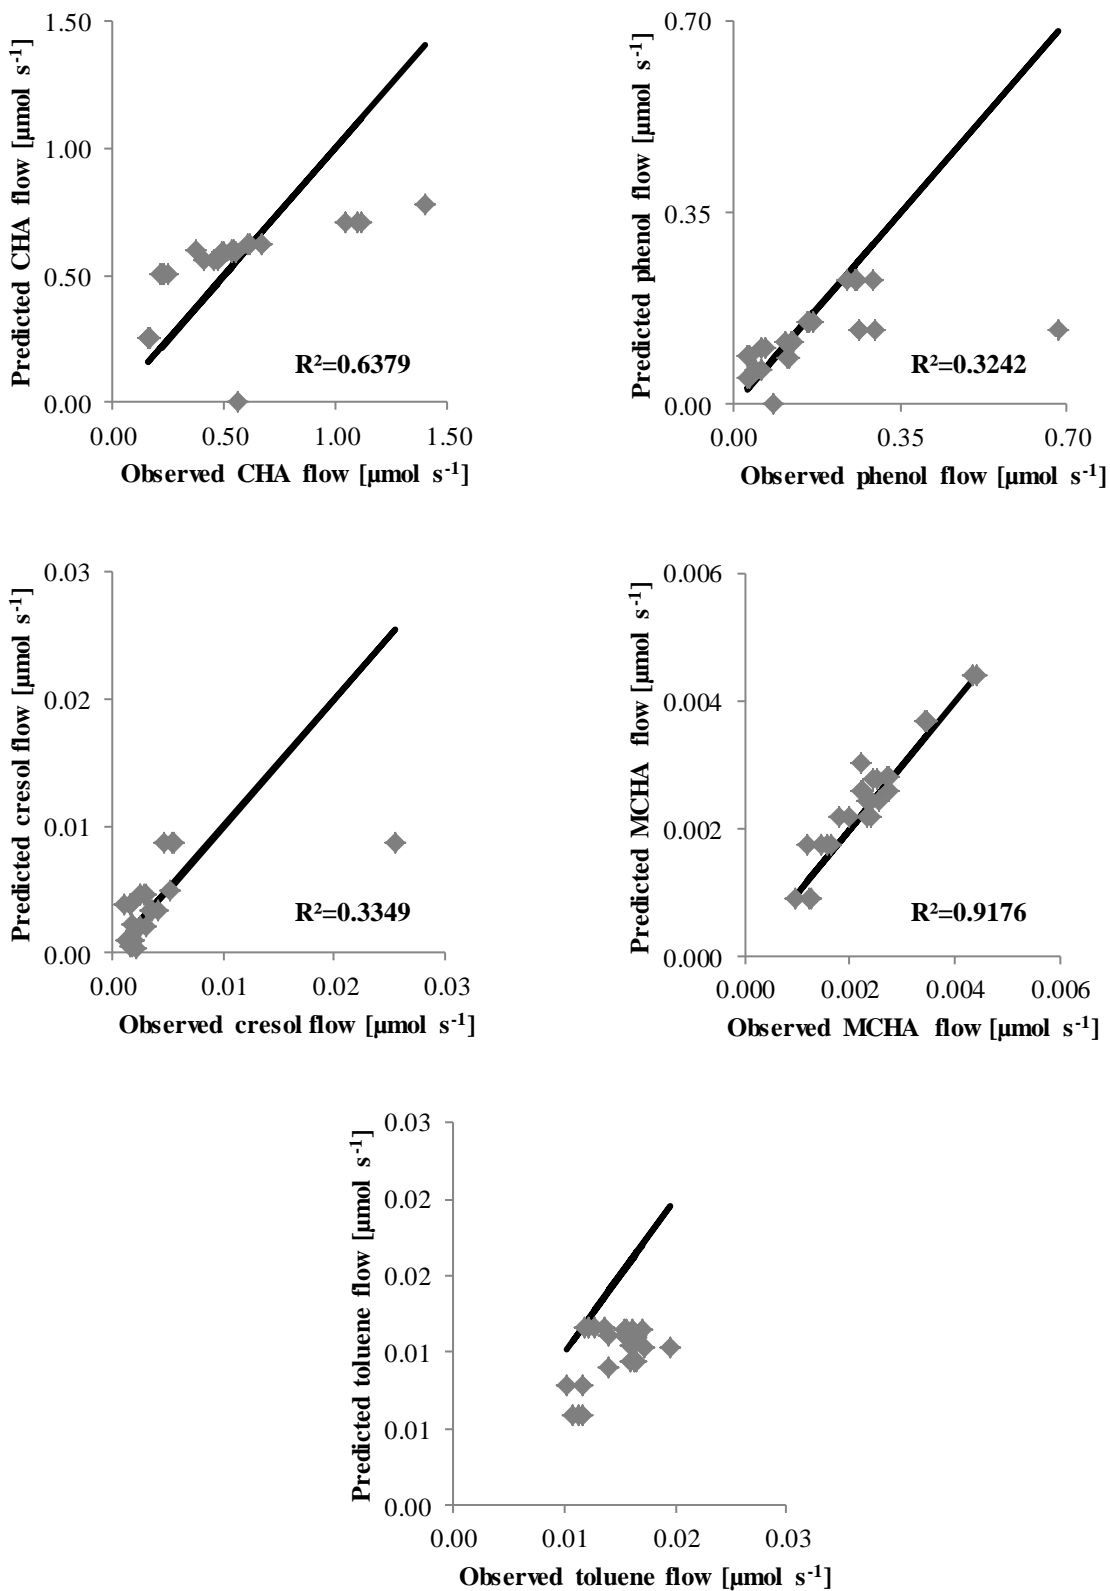 Predicted CHA flow [µmol s-1]
1.50
1.00
0.50
0.00
R²=0.6379
0.00 0.50 1.00 1.50
Observed CHA flow [µmol s-1]
Predicted phenol flow [µmol s-1]
0.70
0.35
0.00
R²=0.3242
0.00 0.35 0.70
Observed phenol flow [µmol s-1]
Predicted cresol flow [µmol s-1]
0.03
0.02
0.01
0.00
R²=0.3349
0.00 0.01 0.02 0.03
Observed cresol flow [µmol s-1]
Predicted MCHA flow [µmol s-1]
0.006
0.004
0.002
0.000
R²=0.9176
0.000 0.002 0.004 0.006
Observed MCHA flow [µmol s-1]
Predicted toluene flow [µmol s-1]
0.03
0.02
0.02
0.01
0.01
0.00
0.00 0.01 0.02 0.03
Observed toluene flow [µmol s-1]